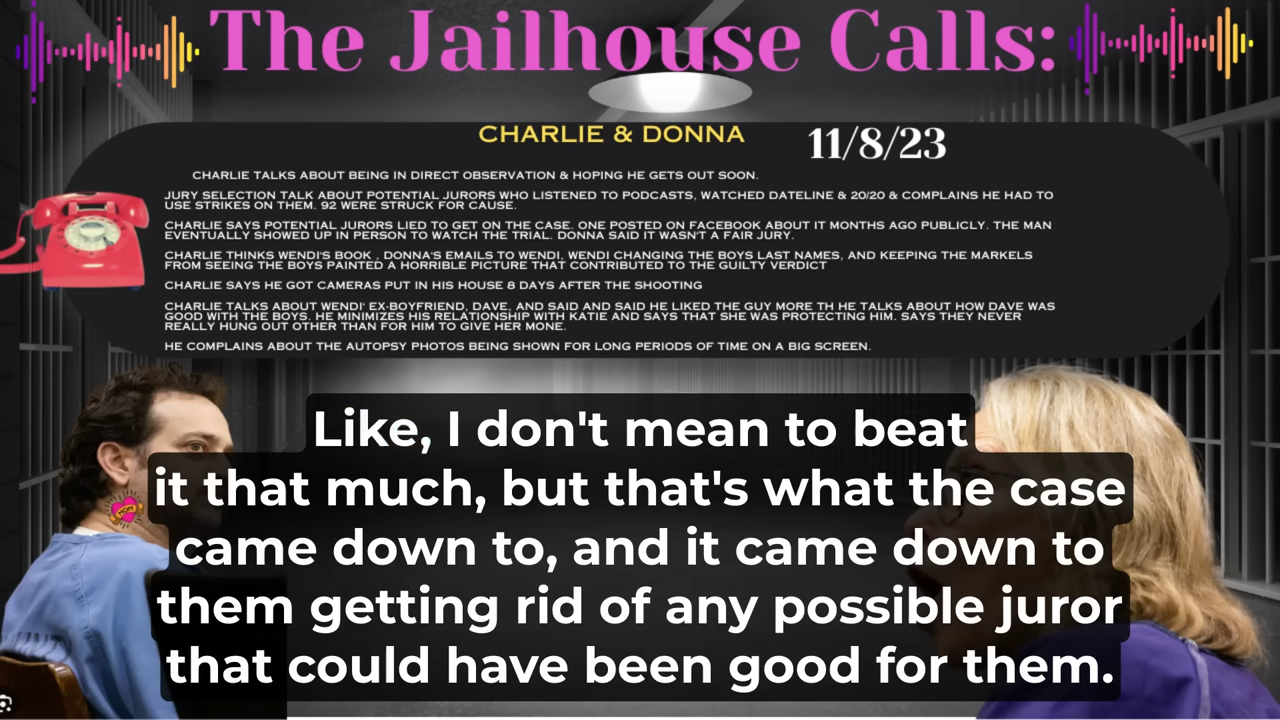 The Jailhouse Calls:
CHARLIE & DONNA
11/8/23
CHARLIE TALKS ABOUT BEING IN DIRECT OBSERVATION & HOPING HE GETS OUT SOON.
JURY SELECTION TALK ABOUT POTENTIAL JURORS WHO LISTENED TO PODCASTS, WATCHED DATELINE & 20/20 & COMPLAINS HE HAD TO
USE STRIKES ON THEM. 92 WERE STRUCK FOR CAUSE.
CHARLIE SAYS POTENTIAL JURORS LIED TO GET ON THE CASE. ONE POSTED ON FACEBOOK ABOUT IT MONTHS AGO PUBLICLY. THE MAN
EVENTUALLY SHOWED UP IN PERSON TO WATCH THE TRIAL. DONNA SAID IT WASN'T A FAIR JURY.
CHARLIE THINKS WENDI'S BOOK , DONNA'S EMAILS TO WENDI, WENDI CHANGING THE BOYS LAST NAMES, AND KEEPING THE MARKELS
FROM SEEING THE BOYS PAINTED A HORRIBLE PICTURE THAT CONTRIBUTED TO THE GUILTY VERDICT
CHARLIE SAYS HE GOT CAMERAS PUT IN HIS HOUSE 8 DAYS AFTER THE SHOOTING
CHARLIE TALKS ABOUT WENDI' EX-BOYFRIEND, DAVE, AND SAID AND SAID HE LIKED THE GUY MORE TH HE TALKS ABOUT HOW DAVE WAS
GOOD WITH THE BOYS. HE MINIMIZES HIS RELATIONSHIP WITH KATIE AND SAYS THAT SHE WAS PROTECTING HIM. SAYS THEY NEVER
REALLY HUNG OUT OTHER THAN FOR HIM TO GIVE HER MONE.
HE COMPLAINS ABOUT THE AUTOPSY PHOTOS BEING SHOWN FOR LONG PERIODS OF TIME ON A BIG SCREEN.
Like, I don't mean to beat
it that much, but that's what the case
came down to, and it came down to
them getting rid of any possible juror
that could have been good for them.
MOM